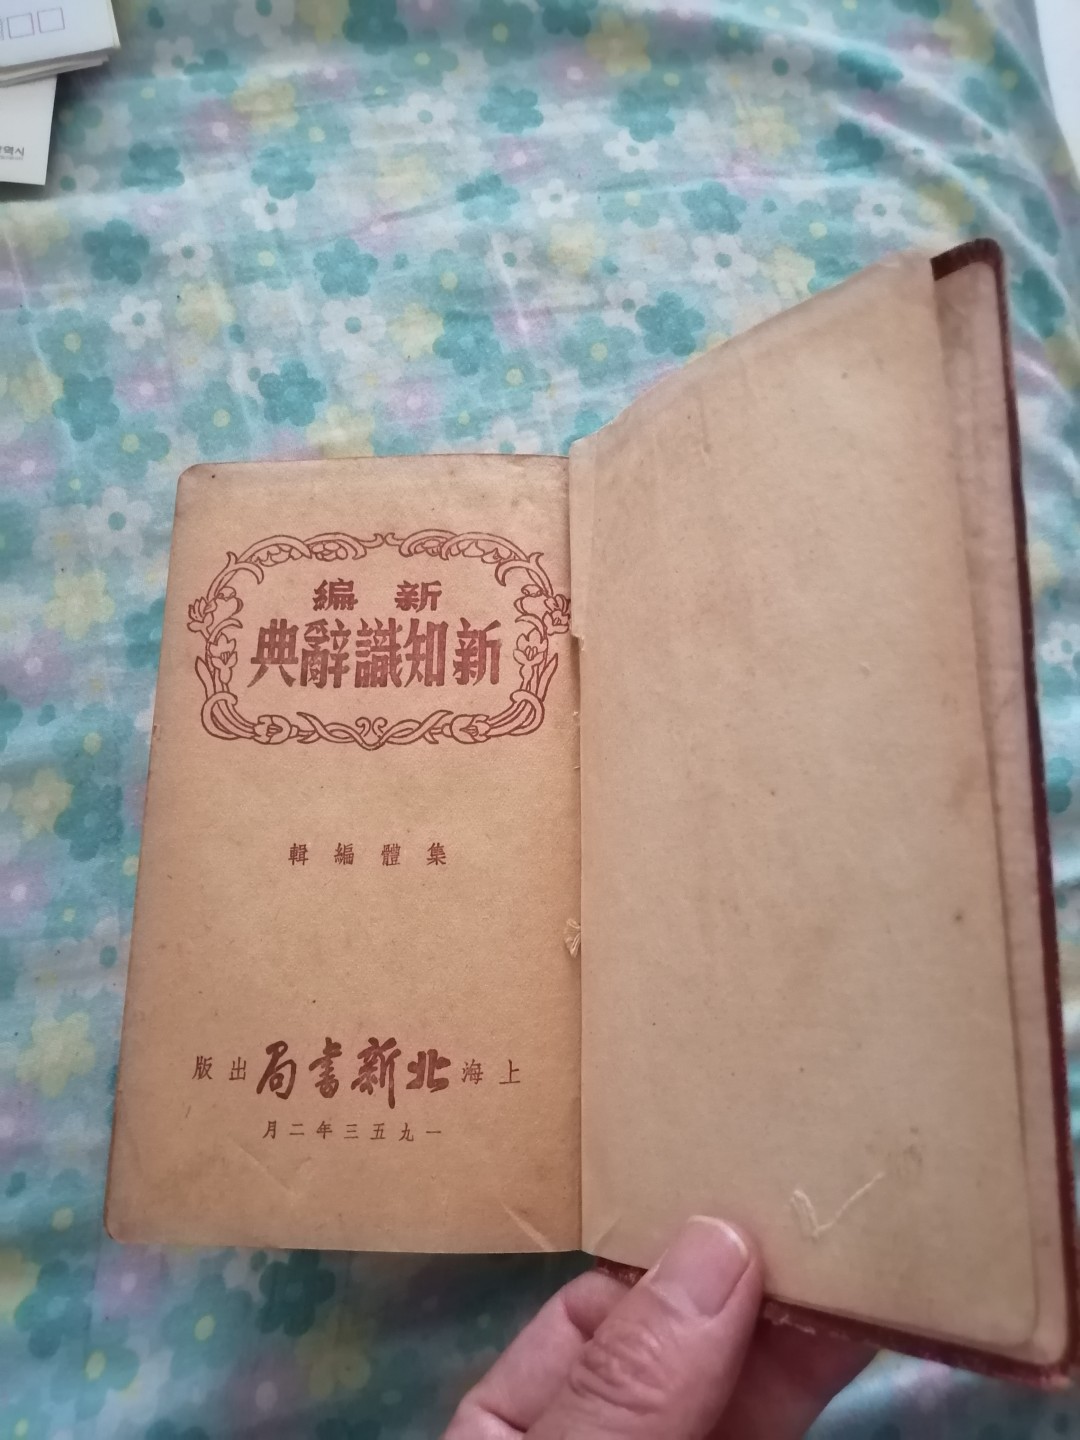 新編
新知識辭典
集體編輯
上海北新書局出版
一九五三年二月